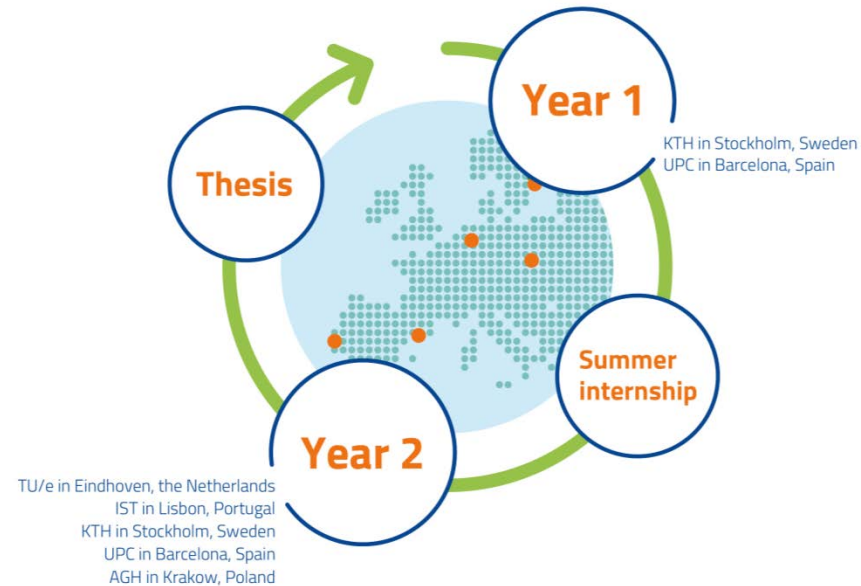 Year 1
KTH in Stockholm, Sweden
UPC in Barcelona, Spain
Summer
internship
Year 2
TU/e in Eindhoven, the Netherlands
IST in Lisbon, Portugal
KTH in Stockholm, Sweden
UPC in Barcelona, Spain
AGH in Krakow, Poland
Thesis